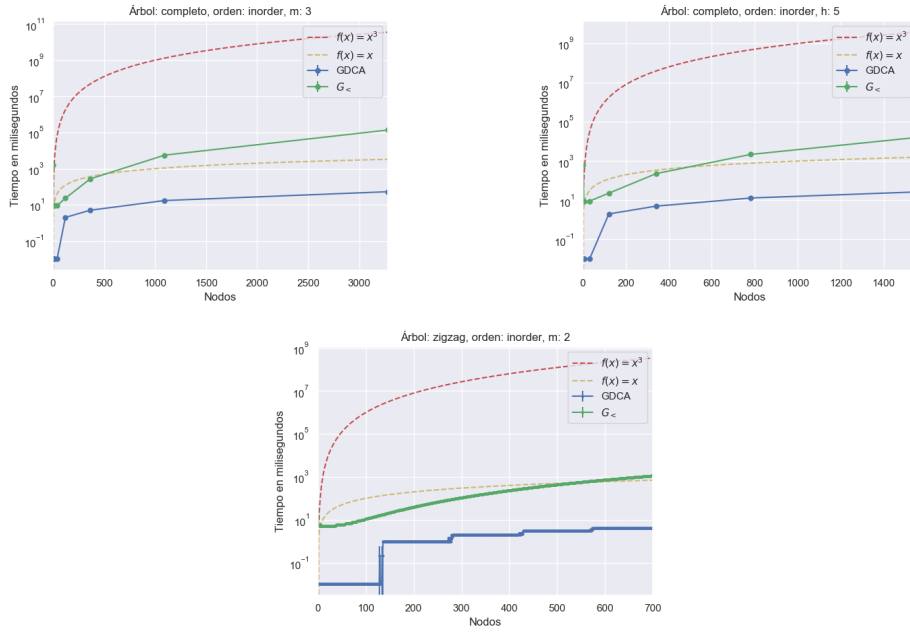 Árbol: completo, orden: inorder, m: 3
10^11
10^9
10^7
10^5
10^3
10^1
10^-1
Tiempo en milisegundos
f(x) = x^3
f(x) = x
GDCA
G<
0 500 1000 1500 2000 2500 3000
Nodos
Árbol: completo, orden: inorder, h: 5
10^9
10^7
10^5
10^3
10^1
10^-1
Tiempo en milisegundos
f(x) = x^3
f(x) = x
GDCA
G<
0 200 400 600 800 1000 1200 1400
Nodos
Árbol: zigzag, orden: inorder, m: 2
10^9
10^7
10^5
10^3
10^1
10^-1
Tiempo en milisegundos
f(x) = x^3
f(x) = x
GDCA
G<
0 100 200 300 400 500 600 700
Nodos